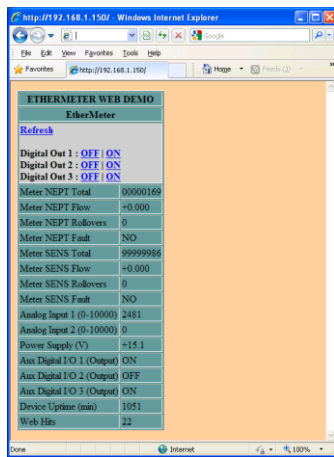 http://192.168.1.150/ - Windows Internet Explorer
Google
File Edit View Favorites Tools Help
Favorites http://192.168.1.150/ Home Feeds (J)
ETHERMETER WEB DEMO
EtherMeter
Refresh
Digital Out 1 : OFF | ON
Digital Out 2 : OFF | ON
Digital Out 3 : OFF | ON
Meter NEPT Total 00000169
Meter NEPT Flow +0.000
Meter NEPT Rollovers 0
Meter NEPT Fault NO
Meter SENS Total 99999986
Meter SENS Flow +0.000
Meter SENS Rollovers 0
Meter SENS Fault NO
Analog Input 1 (0-10000) 2481
Analog Input 2 (0-10000) 0
Power Supply (V) +15.1
Aux Digital I/O 1 (Output) ON
Aux Digital I/O 2 (Output) OFF
Aux Digital I/O 3 (Output) ON
Device Uptime (min) 1051
Web Hits 22
Done Internet 100%